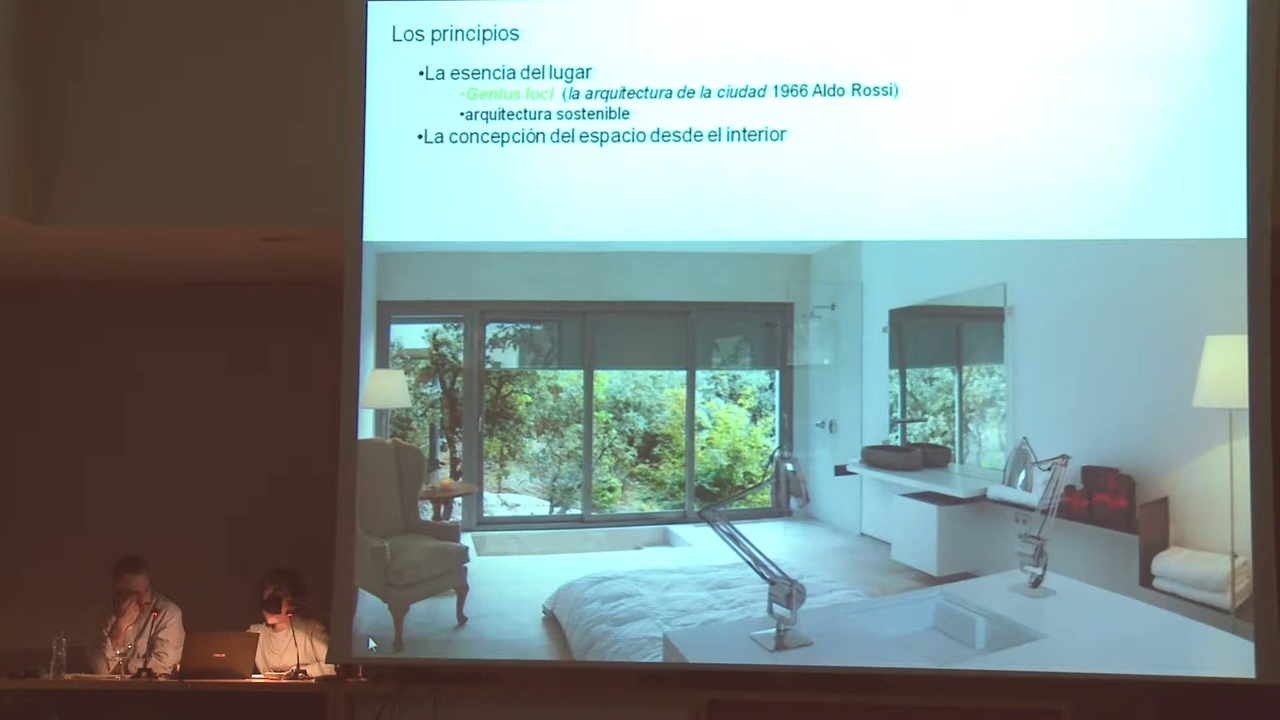 Los principios
•La esencia del lugar
•Genius loci (la arquitectura de la ciudad 1966 Aldo Rossi)
•arquitectura sostenible
•La concepción del espacio desde el interior
ASUS